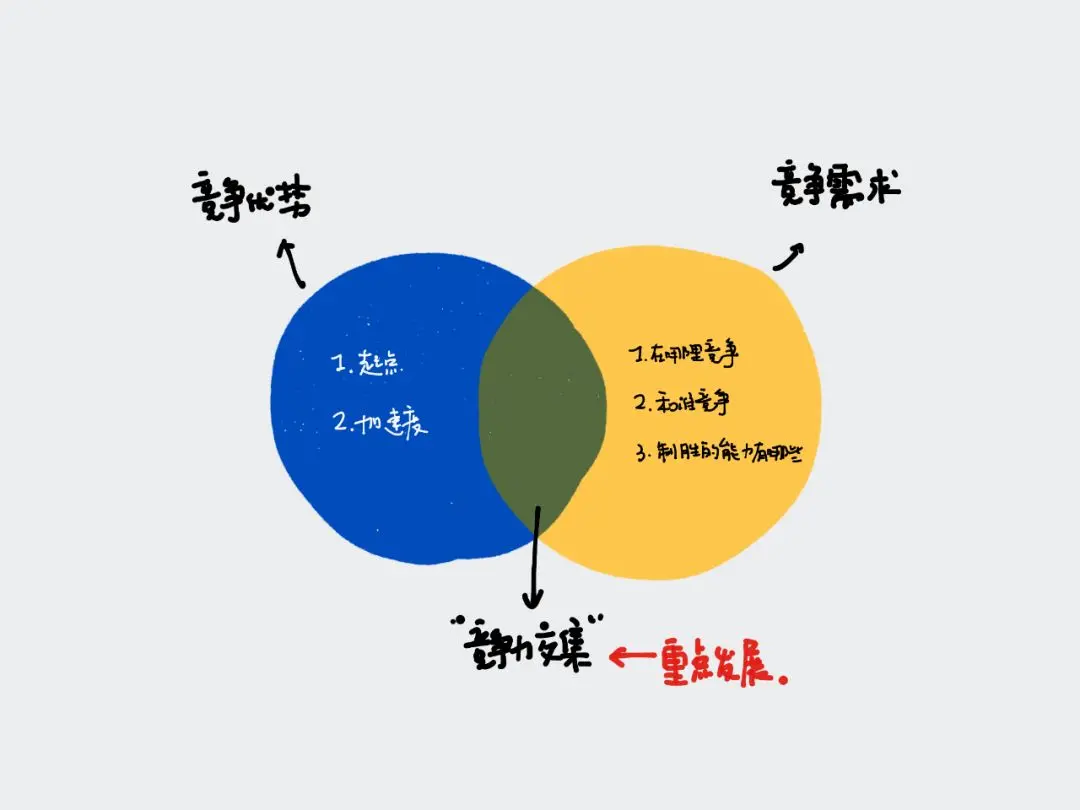 竞争优势
竞争需求
1.起点
2.加速度
1.在哪里竞争
2.和谁竞争
3.制胜的能力有哪些
“竞争力交集”
重点发展.